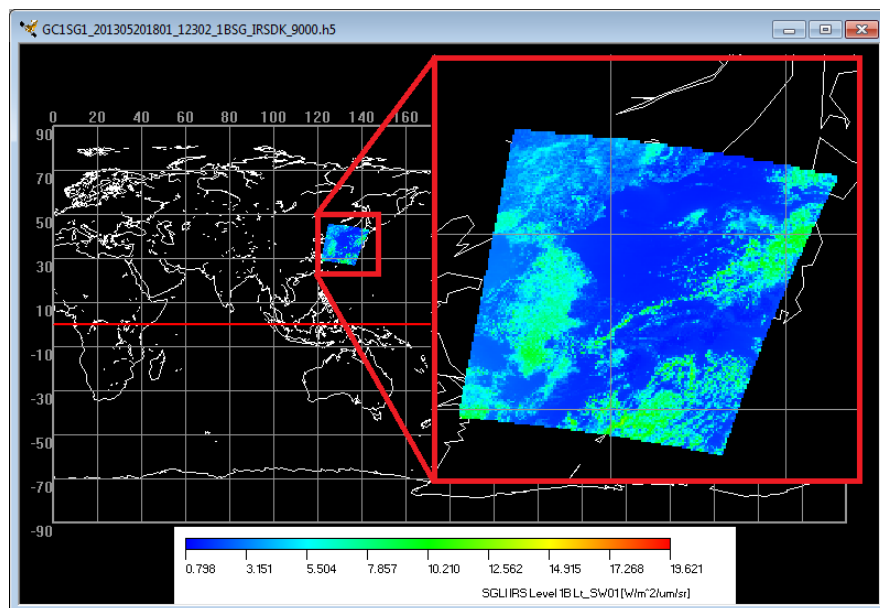 GC1SG1_201305201801_12302_1BSG_IRSDK_9000.h5
0 20 40 60 80 100 120 140 160
90
70
50
30
10
-10
-30
-50
-70
-90
0.798 3.151 5.504 7.857 10.210 12.562 14.915 17.268 19.621
SGLI IRS Level 1B Lt_SW01 [W/m^2/um/sr]